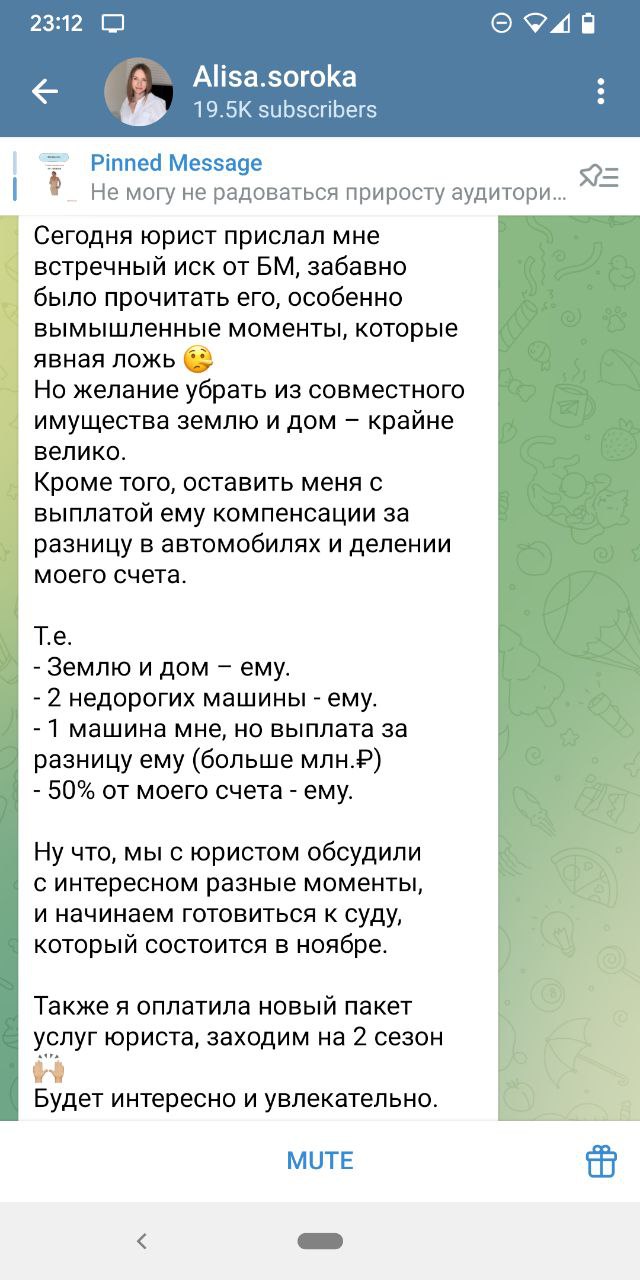 23:12
Alisa.soroka
19.5K subscribers
Pinned Message
Не могу не радоваться приросту аудитори...
Сегодня юрист прислал мне
встречный иск от БМ, забавно
было прочитать его, особенно
вымышленные моменты, которые
явная ложь 🤥
Но желание убрать из совместного
имущества землю и дом – крайне
велико.
Кроме того, оставить меня с
выплатой ему компенсации за
разницу в автомобилях и делении
моего счета.
Т.е.
- Землю и дом – ему.
- 2 недорогих машины - ему.
- 1 машина мне, но выплата за
разницу ему (больше млн.₽)
- 50% от моего счета - ему.
Ну что, мы с юристом обсудили
с интересном разные моменты,
и начинаем готовиться к суду,
который состоится в ноябре.
Также я оплатила новый пакет
услуг юриста, заходим на 2 сезон
🙌🏼
Будет интересно и увлекательно.
MUTE